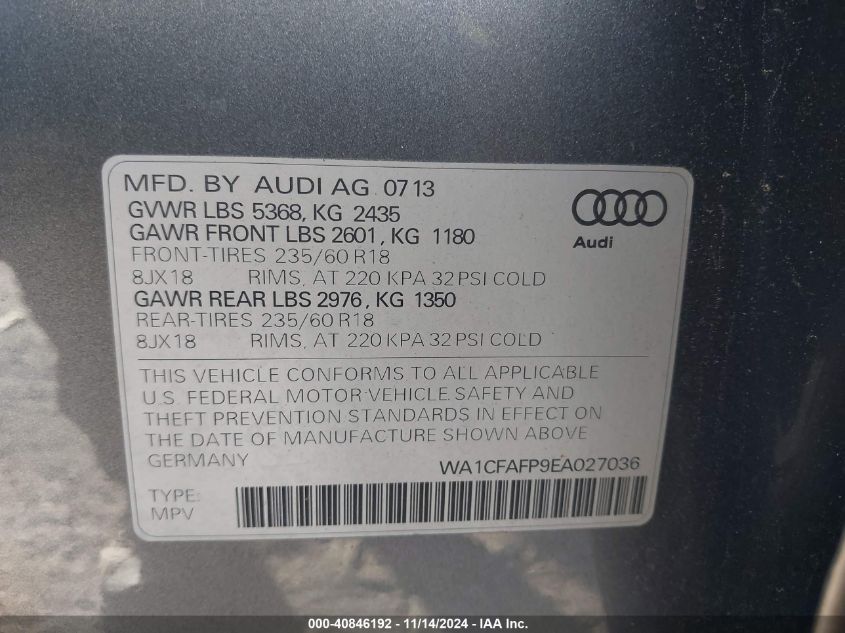 MFD. BY AUDI AG 0713
GVWR LBS 5368, KG 2435
GAWR FRONT LBS 2601, KG 1180
FRONT-TIRES 235/60 R18
8JX18 RIMS, AT 220 KPA 32 PSI COLD
GAWR REAR LBS 2976, KG 1350
REAR-TIRES 235/60 R18
8JX18 RIMS, AT 220 KPA 32 PSI COLD
Audi
THIS VEHICLE CONFORMS TO ALL APPLICABLE
U.S. FEDERAL MOTOR VEHICLE SAFETY AND
THEFT PREVENTION STANDARDS IN EFFECT ON
THE DATE OF MANUFACTURE SHOWN ABOVE
GERMANY WA1CFAFP9EA027036
TYPE:
MPV
000-40846192 - 11/14/2024 - IAAI.com